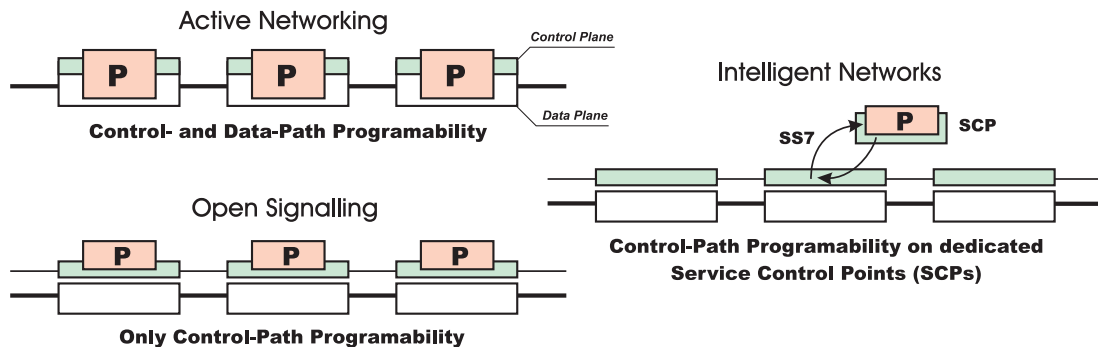 Active Networking
Control Plane
P
P
P
Data Plane
Control- and Data-Path Programability
Open Signalling
P
P
P
Only Control-Path Programability
Intelligent Networks
P
SCP
SS7
Control-Path Programability on dedicated
Service Control Points (SCPs)